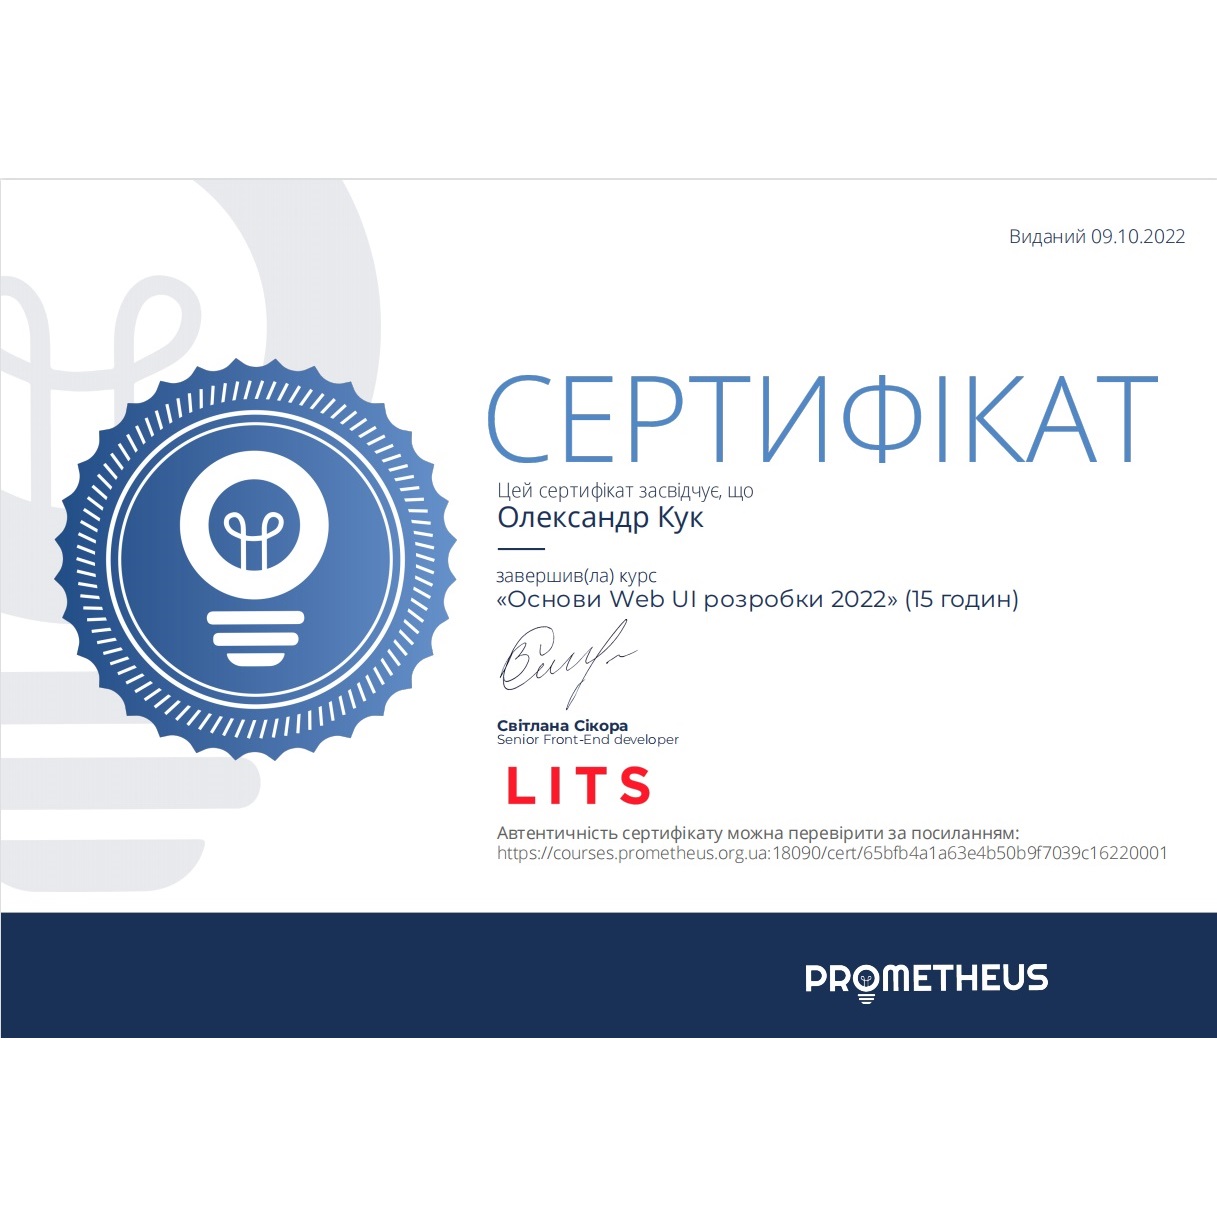 Виданий 09.10.2022
СЕРТИФІКАТ
Цей сертифікат засвідчує, що
Олександр Кук
завершив(ла) курс
«Основи Web UI розробки 2022» (15 годин)
Світлана Сікора
Senior Front-End developer
LITS
Автентичність сертифікату можна перевірити за посиланням:
https://courses.prometheus.org.ua:18090/cert/65bfb4a1a63e4b50b9f7039c16220001
PROMETHEUS